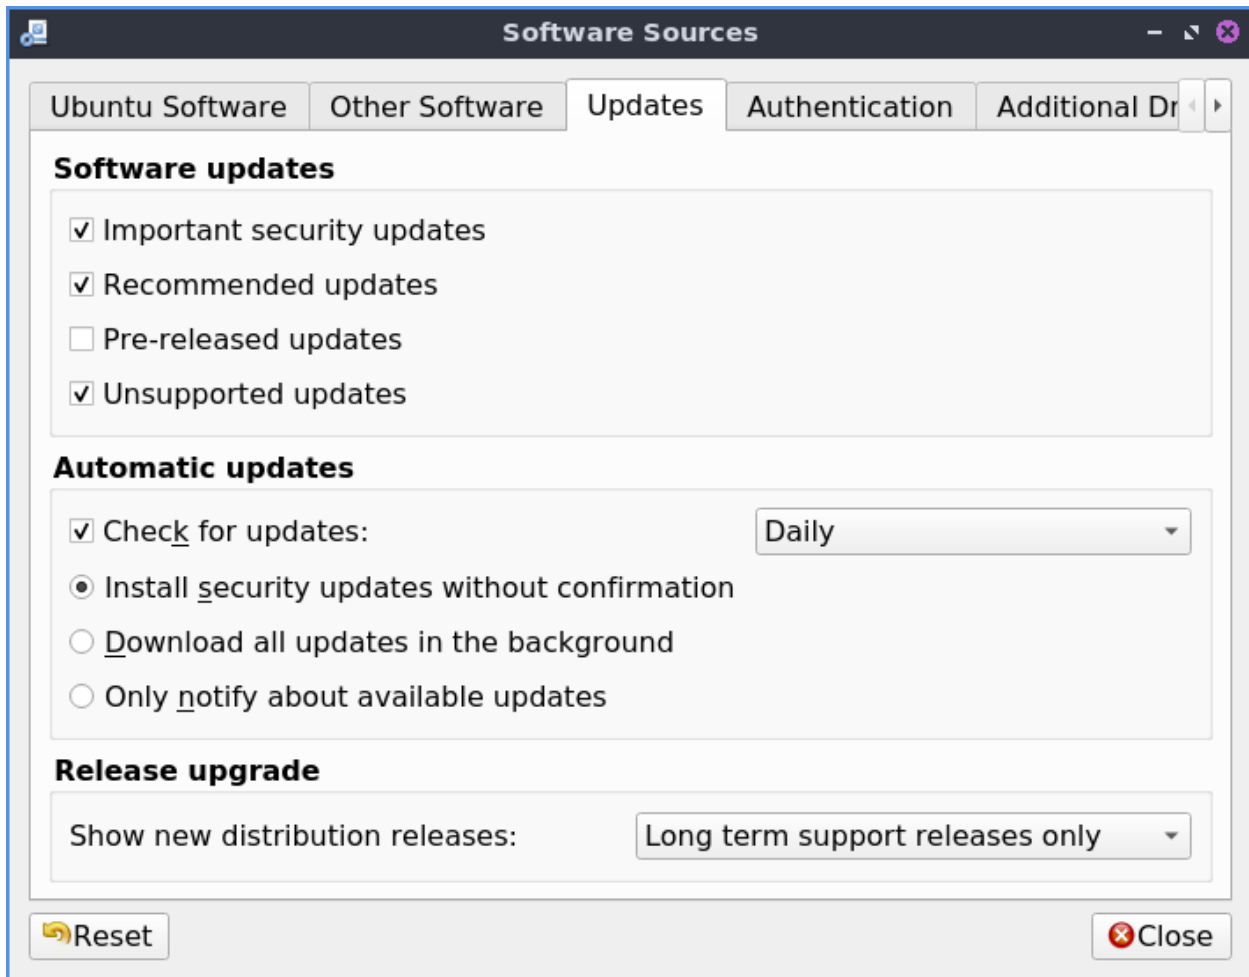 Software Sources
Ubuntu Software Other Software Updates Authentication Additional Dr
Software updates
Important security updates
Recommended updates
Pre-released updates
Unsupported updates
Automatic updates
Check for updates: Daily
Install security updates without confirmation
Download all updates in the background
Only notify about available updates
Release upgrade
Show new distribution releases: Long term support releases only
Reset Close